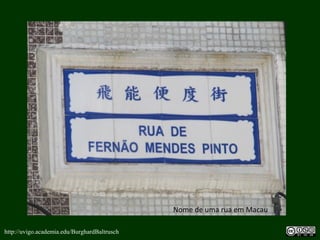 飛能便度街
RUA DE
FERNÃO MENDES PINTO
Nome de uma rua em Macau
http://uvigo.academia.edu/BurghardBaltrusch